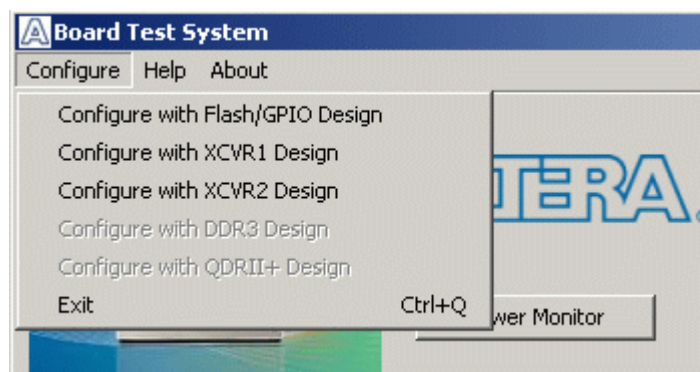 Board Test System
Configure Help About
Configure with Flash/GPIO Design
Configure with XCVR1 Design
Configure with XCVR2 Design
TERA
Configure with DDR3 Design
Configure with QDRII+ Design
Exit Ctrl+Q
wer Monitor